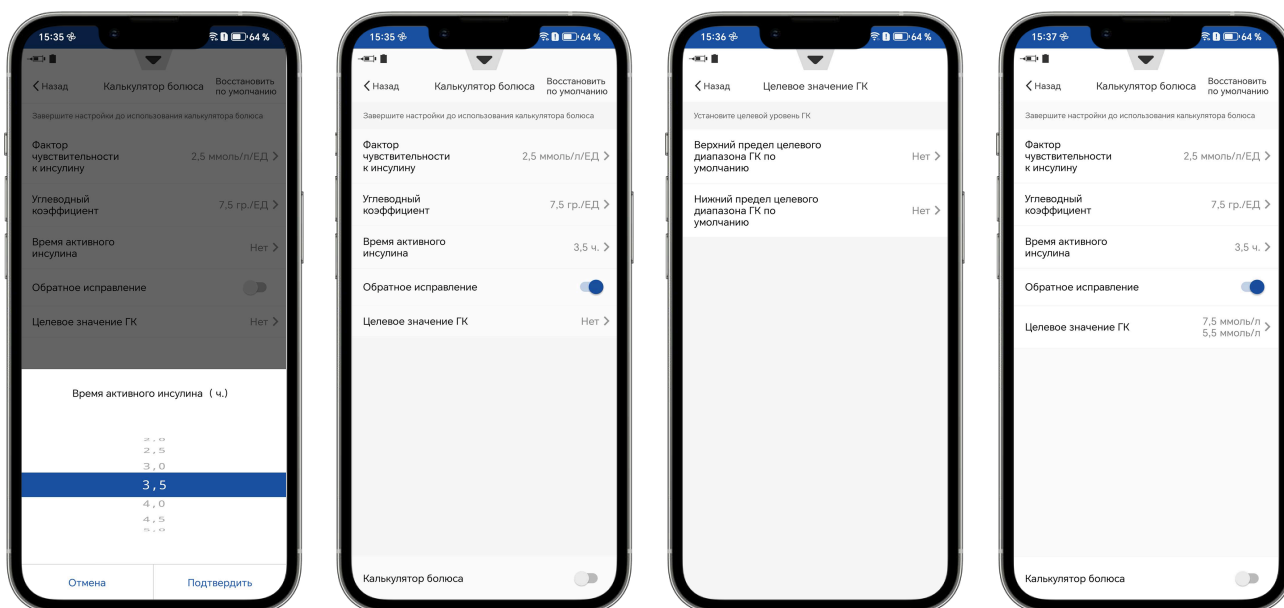 15:35
64 %
Назад
Калькулятор болюса
Восстановить
по умолчанию
Завершите настройки до использования калькулятора болюса
Фактор
чувствительности
к инсулину
2,5 ммоль/л/ЕД
Углеводный
коэффициент
7,5 гр./ЕД
Время активного
инсулина
Нет
Обратное исправление
Целевое значение ГК
Нет
Время активного инсулина ( ч.)
2,0
2,5
3,0
3,5
4,0
4,5
5,0
Отмена
Подтвердить
15:35
64 %
Назад
Калькулятор болюса
Восстановить
по умолчанию
Завершите настройки до использования калькулятора болюса
Фактор
чувствительности
к инсулину
2,5 ммоль/л/ЕД
Углеводный
коэффициент
7,5 гр./ЕД
Время активного
инсулина
3,5 ч.
Обратное исправление
Целевое значение ГК
Нет
Калькулятор болюса
15:36
64 %
Назад
Целевое значение ГК
Установите целевой уровень ГК
Верхний предел целевого
диапазона ГК по
умолчанию
Нет
Нижний предел целевого
диапазона ГК по
умолчанию
Нет
15:37
64 %
Назад
Калькулятор болюса
Восстановить
по умолчанию
Завершите настройки до использования калькулятора болюса
Фактор
чувствительности
к инсулину
2,5 ммоль/л/ЕД
Углеводный
коэффициент
7,5 гр./ЕД
Время активного
инсулина
3,5 ч.
Обратное исправление
Целевое значение ГК
7,5 ммоль/л
5,5 ммоль/л
Калькулятор болюса